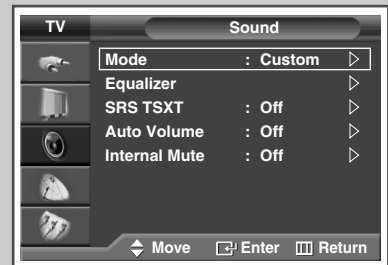 TV Sound
Mode : Custom
Equalizer
SRS TSXT : Off
Auto Volume : Off
Internal Mute : Off
Move Enter Return